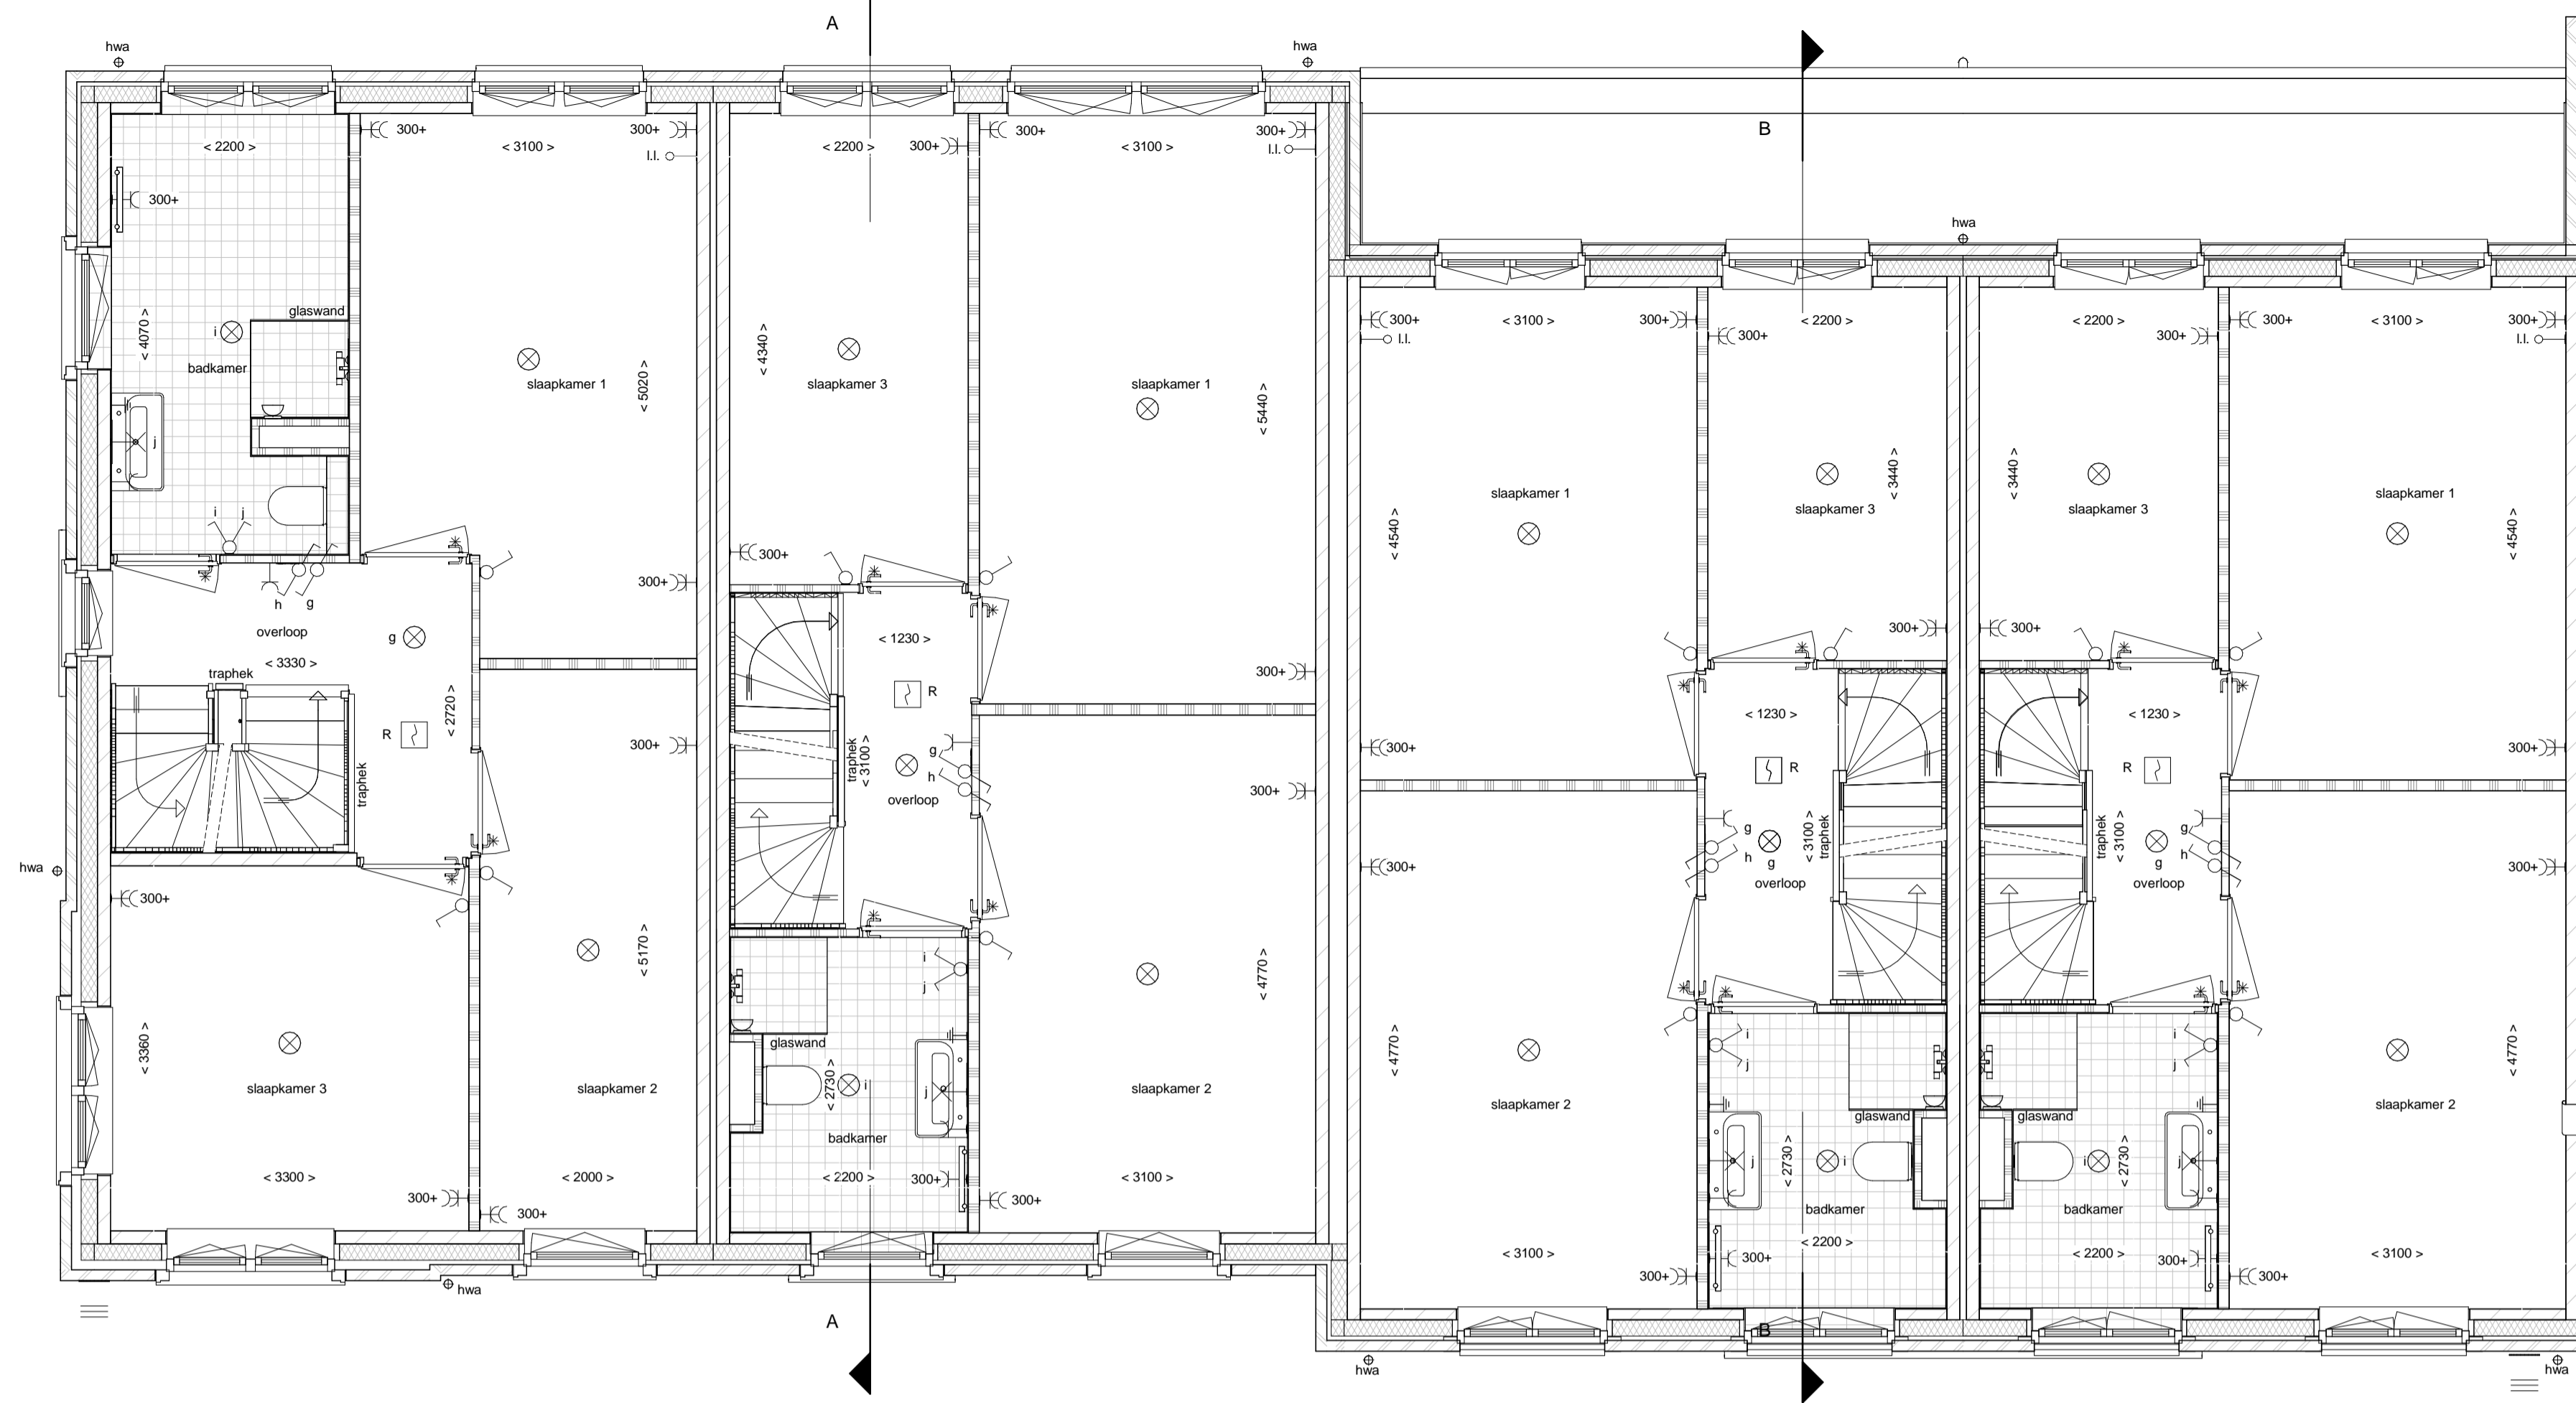 A
hwa
hwa
300+
300+
300+
300+
B
< 2200 >
< 3100 >
l.l.
< 2200 >
300+
< 3100 >
l.l.
300+
hwa
glaswand
< 4070 >
i
badkamer
slaapkamer 1
< 5020 >
< 4340 >
slaapkamer 3
slaapkamer 1
< 5440 >
300+
< 3100 >
300+
< 2200 >
< 2200 >
300+
< 3100 >
300+
l.l.
300+
300+
l.l.
j
slaapkamer 1
< 4540 >
slaapkamer 3
< 3440 >
< 3440 >
slaapkamer 3
slaapkamer 1
< 4540 >
i
j
300+
300+
h
g
overloop
g
< 3330 >
traphek
R
< 2720 >
traphek
300+
< 1230 >
R
300+
g
h
traphek
< 3100 >
overloop
300+
300+
300+
< 1230 >
< 1230 >
R
R
300+
300+
g
h
g
overloop
< 3100 >
traphek
traphek
< 3100 >
g
h
g
overloop
300+
300+
hwa
300+
< 3360 >
slaapkamer 3
< 5170 >
slaapkamer 2
i
j
glaswand
< 2730 >
i
j
badkamer
slaapkamer 2
< 4770 >
< 4770 >
slaapkamer 2
i
j
glaswand
glaswand
i
j
slaapkamer 2
< 4770 >
j
< 2730 >
i
i
< 2730 >
j
badkamer
badkamer
< 3300 >
< 2000 >
< 2200 >
300+
< 3100 >
300+
300+
300+
< 3100 >
300+
< 2200 >
300+
< 2200 >
300+
< 3100 >
300+
hwa
A
B
hwa
hwa